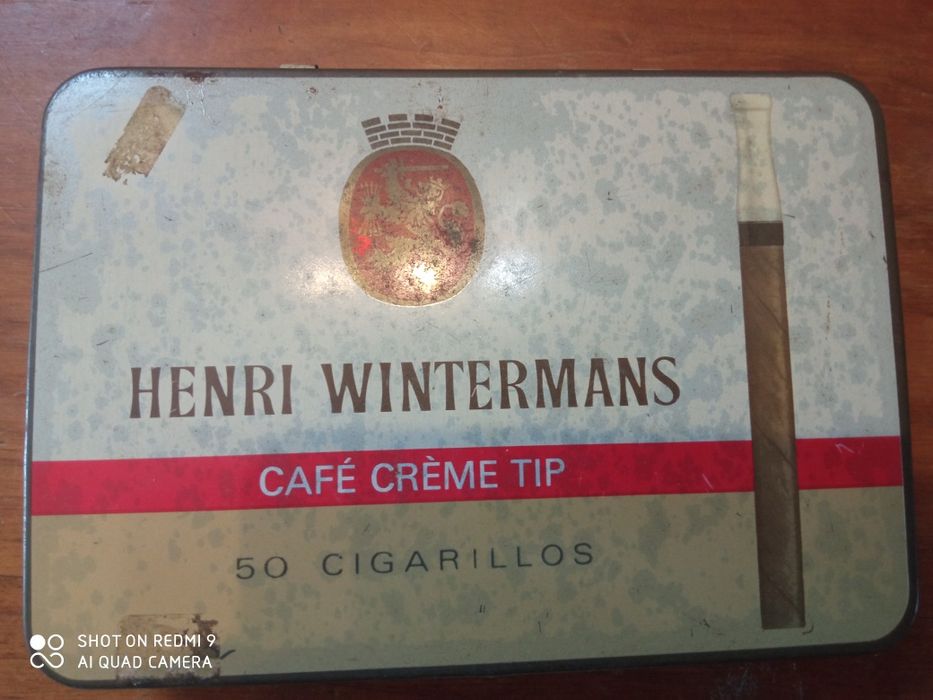 HENRI WINTERMANS
CAFÉ CRÈME TIP
50 CIGARILLOS
SHOT ON REDMI 9
AI QUAD CAMERA